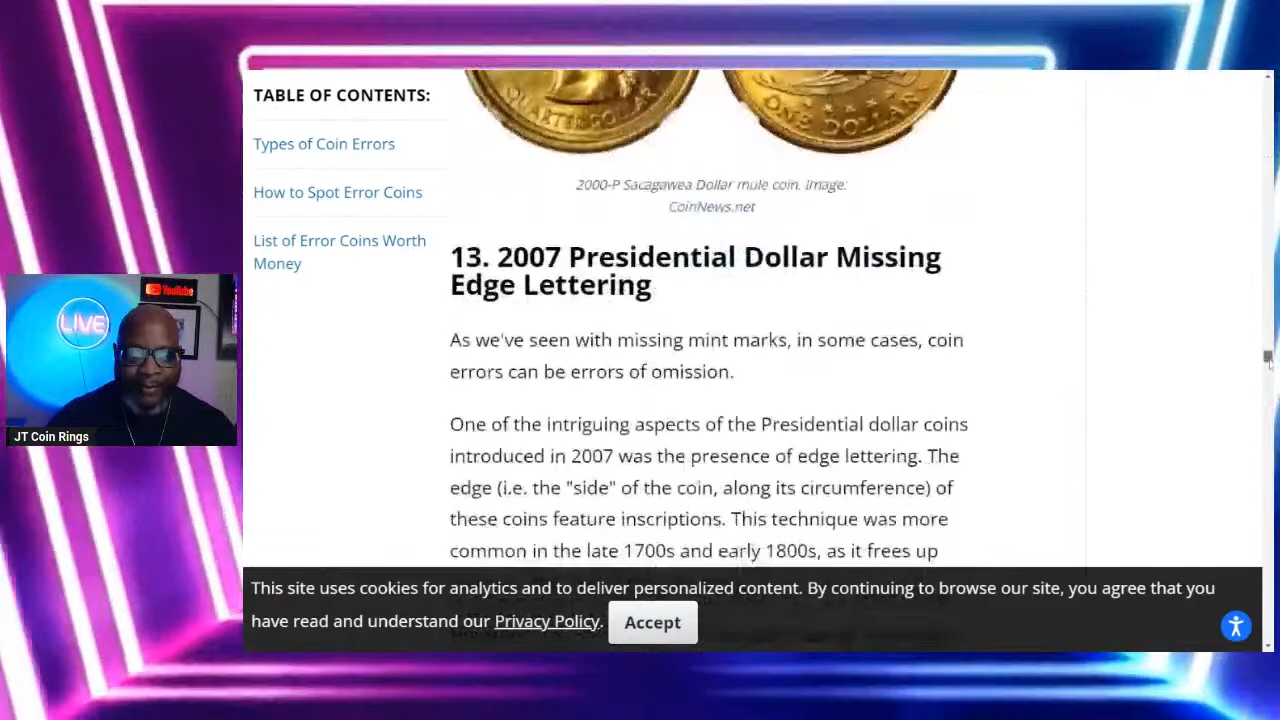 TABLE OF CONTENTS:
Types of Coin Errors
How to Spot Error Coins
List of Error Coins Worth
Money
QUARTER DOLLAR
ONE DOLLAR
2000-P Sacagawea Dollar mule coin. Image:
CoinNews.net
13. 2007 Presidential Dollar Missing
Edge Lettering
As we've seen with missing mint marks, in some cases, coin
errors can be errors of omission.
One of the intriguing aspects of the Presidential dollar coins
introduced in 2007 was the presence of edge lettering. The
edge (i.e. the "side" of the coin, along its circumference) of
these coins feature inscriptions. This technique was more
common in the late 1700s and early 1800s, as it frees up
This site uses cookies for analytics and to deliver personalized content. By continuing to browse our site, you agree that you
have read and understand our Privacy Policy. Accept
YouTube
LIVE
JT Coin Rings